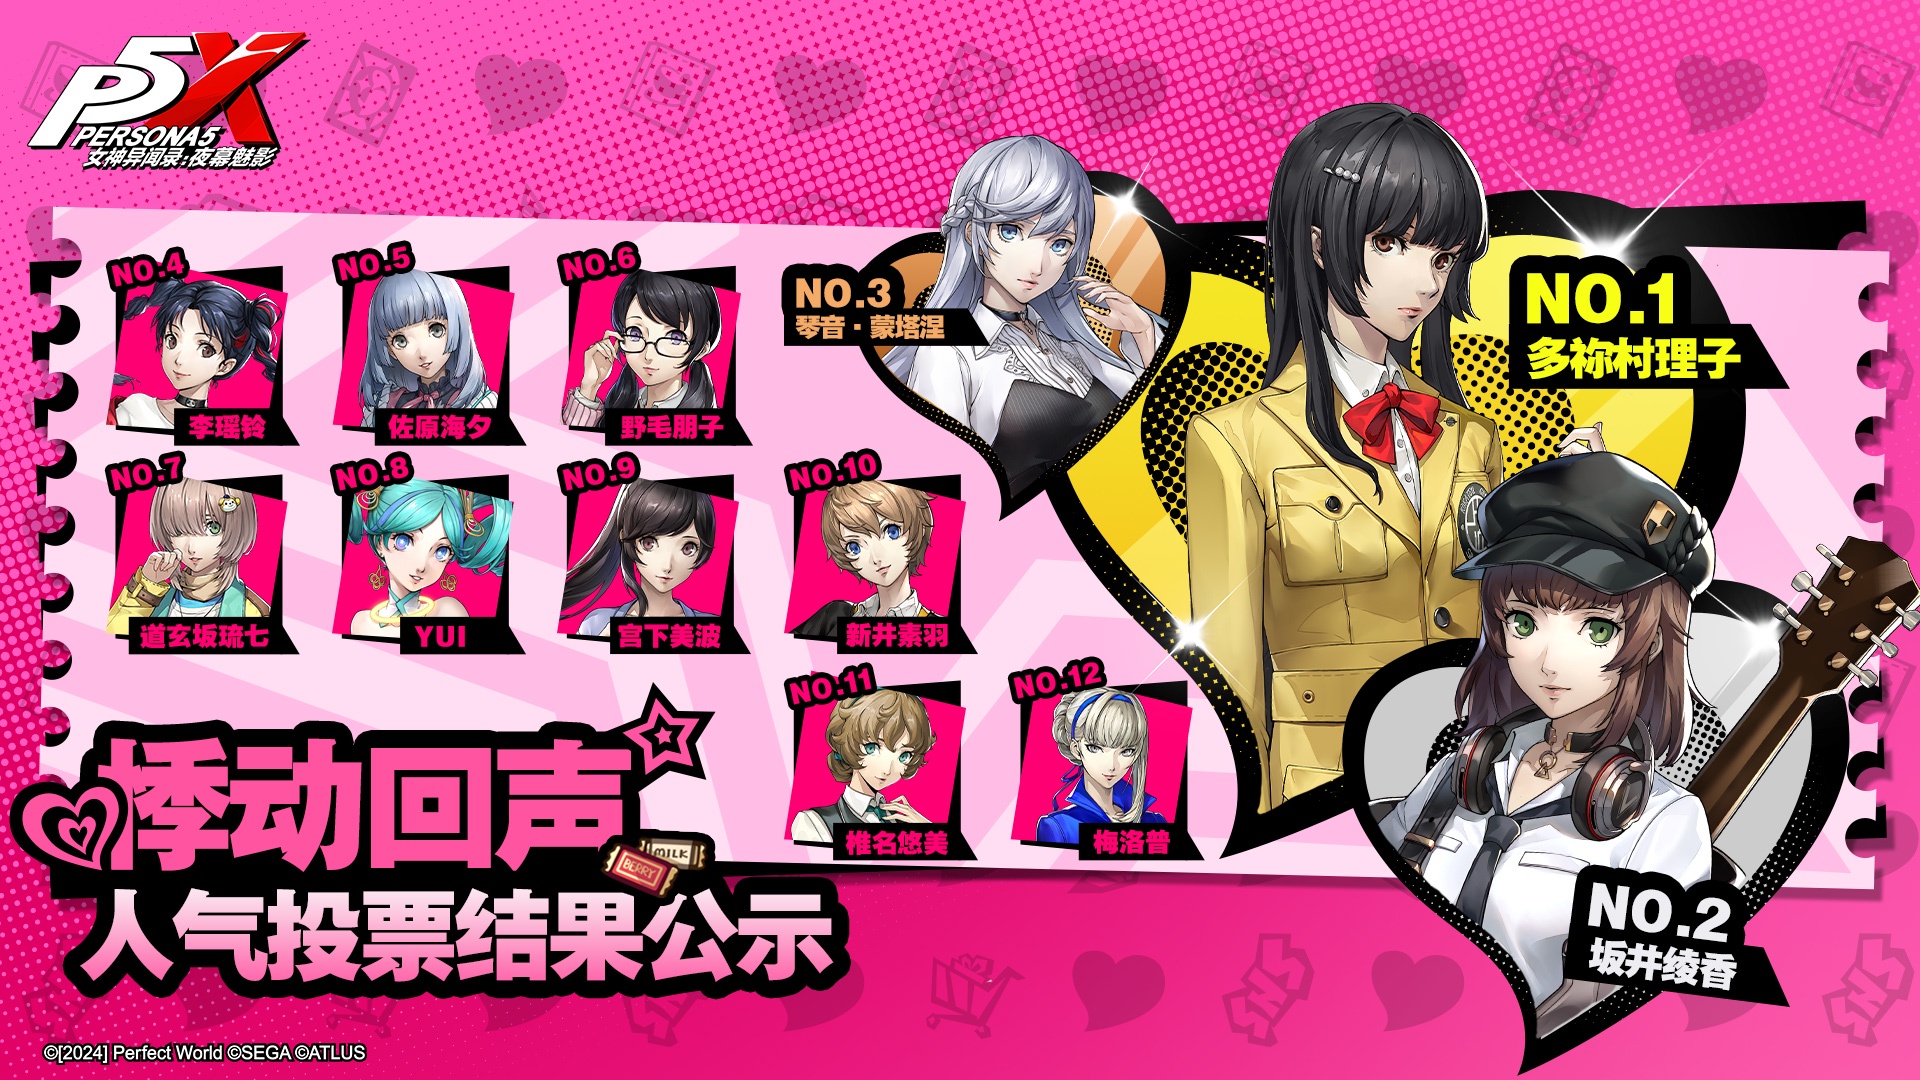 P5X
PERSONA5
女神异闻录:夜幕魅影
NO.1
多祢村理子
NO.2
坂井绫香
NO.3
琴音·蒙塔涅
NO.4
李瑶铃
NO.5
佐原海夕
NO.6
野毛朋子
NO.7
道玄坂琉七
NO.8
YUI
NO.9
宫下美波
NO.10
新井素羽
NO.11
椎名悠美
NO.12
梅洛普
悸动回声
MILK
BERRY
人气投票结果公示
©[2024] Perfect World ©SEGA ©ATLUS